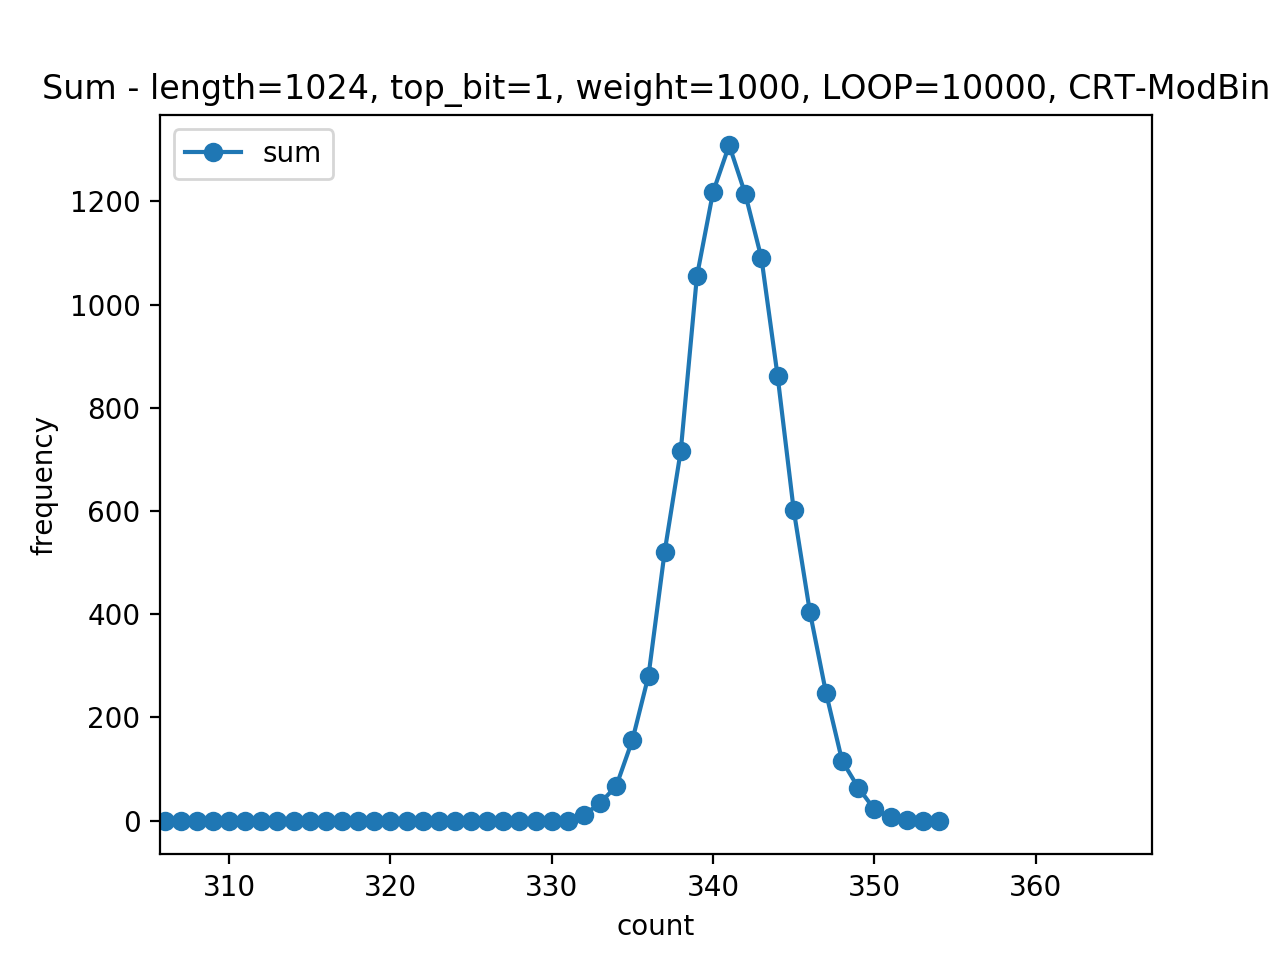 Sum - length=1024, top_bit=1, weight=1000, LOOP=10000, CRT-ModBin
sum
frequency
1200
1000
800
600
400
200
0
310 320 330 340 350 360
count